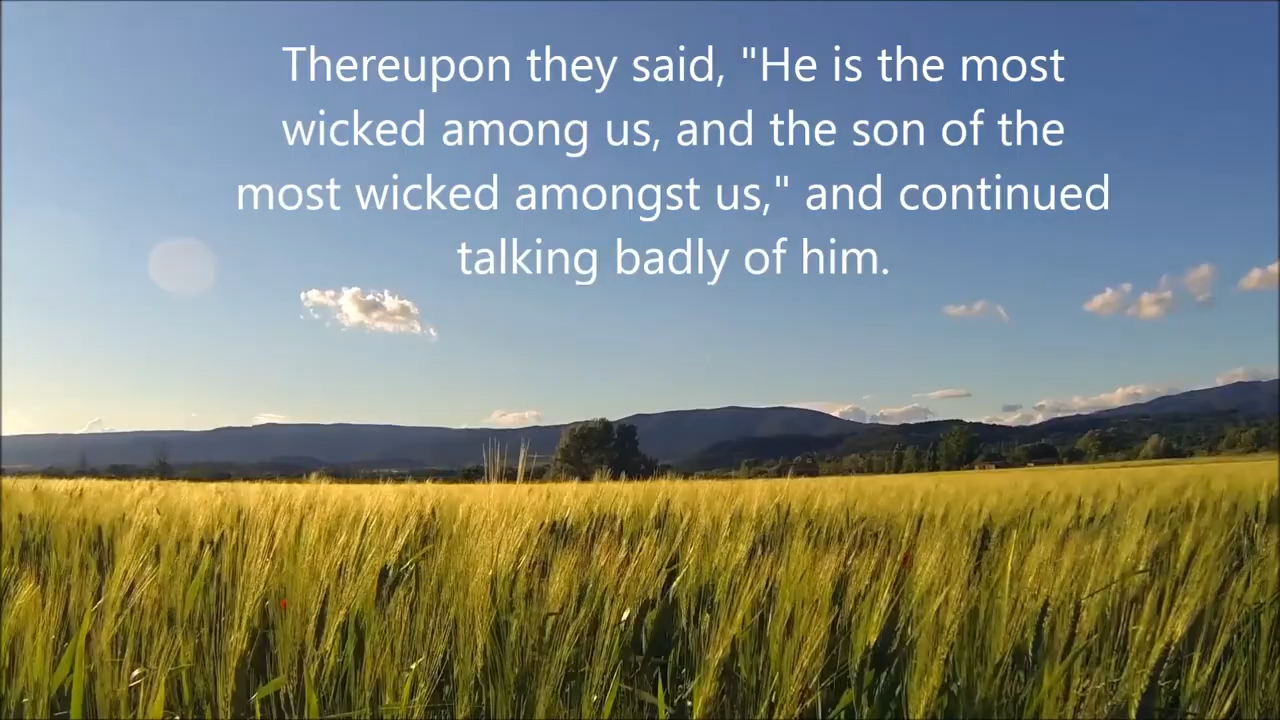 Thereupon they said, "He is the most
wicked among us, and the son of the
most wicked amongst us," and continued
talking badly of him.